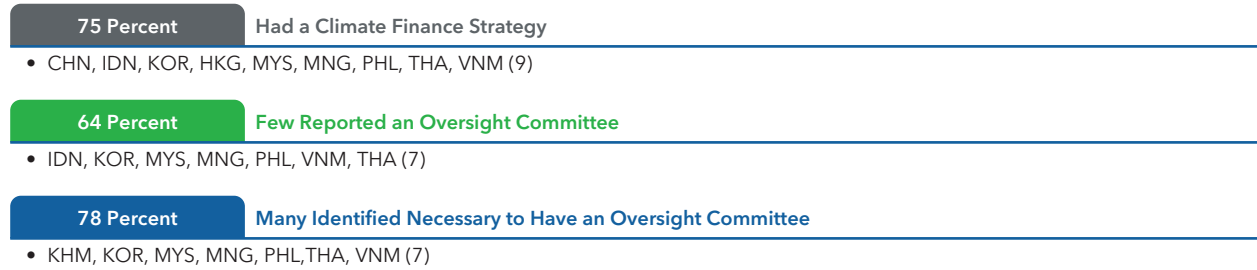 75 Percent Had a Climate Finance Strategy
• CHN, IDN, KOR, HKG, MYS, MNG, PHL, THA, VNM (9)
64 Percent Few Reported an Oversight Committee
• IDN, KOR, MYS, MNG, PHL, VNM, THA (7)
78 Percent Many Identified Necessary to Have an Oversight Committee
• KHM, KOR, MYS, MNG, PHL,THA, VNM (7)